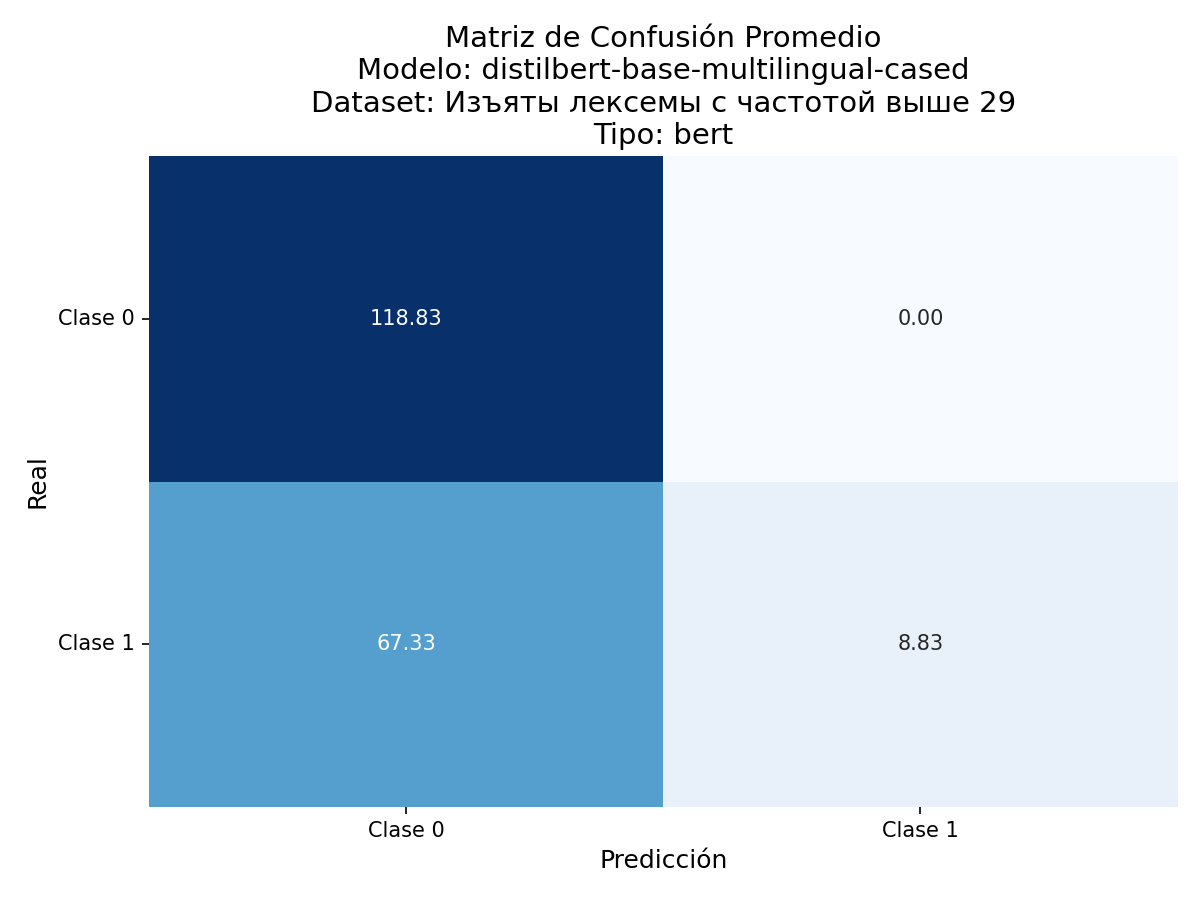 Matriz de Confusión Promedio
Modelo: distilbert-base-multilingual-cased
Dataset: Изъяты лексемы с частотой выше 29
Tipo: bert
Clase 0
118.83
0.00
Real
Clase 1
67.33
8.83
Clase 0
Clase 1
Predicción